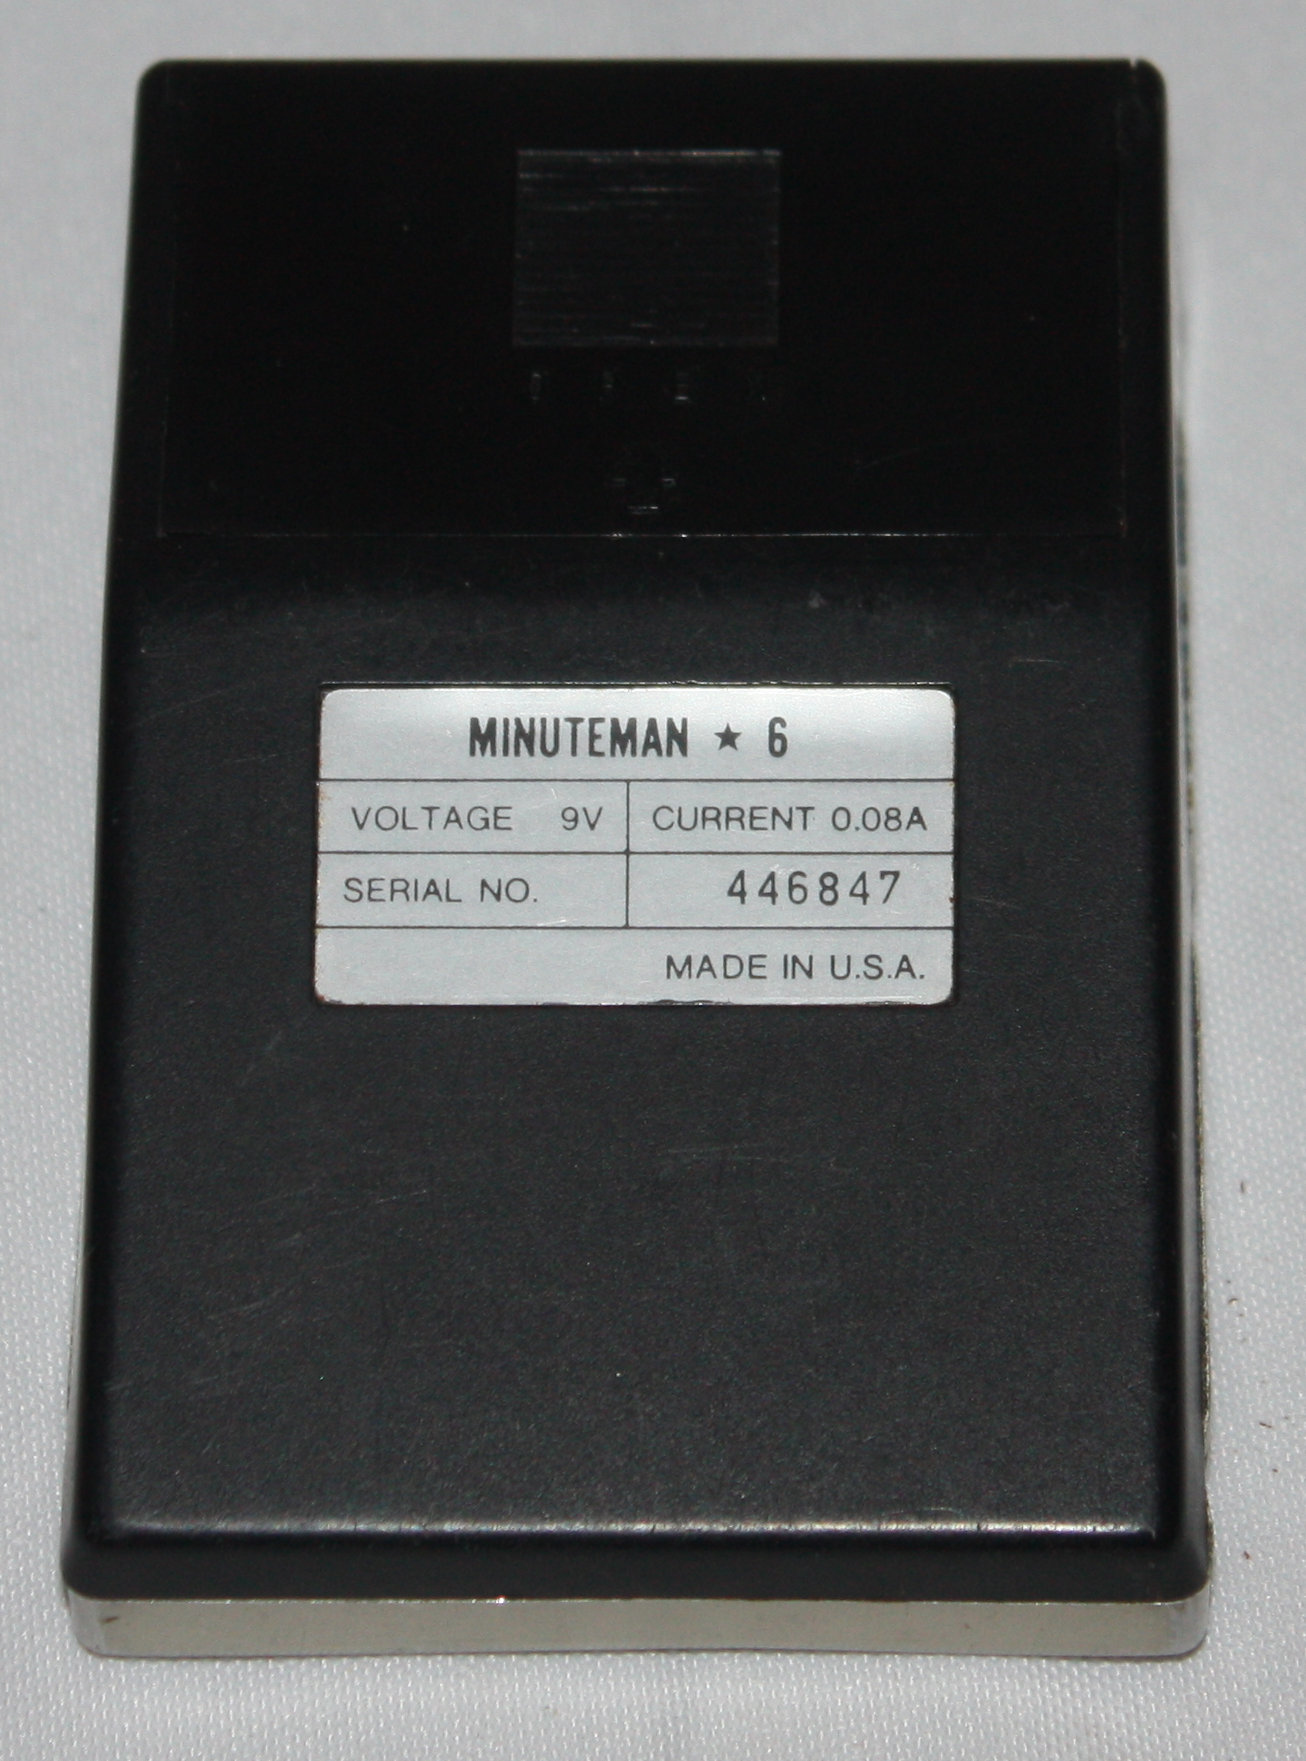 MINUTEMAN ★ 6
VOLTAGE 9V CURRENT 0.08A
SERIAL NO. 446847
MADE IN U.S.A.